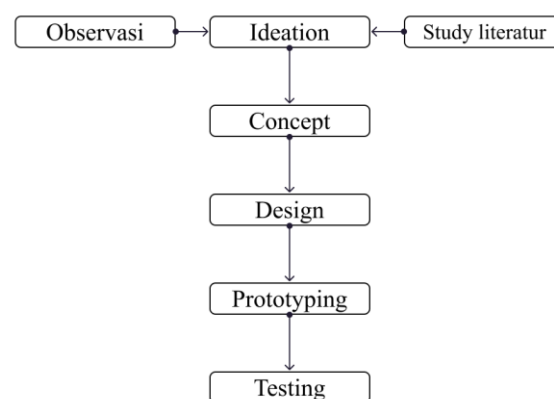 Observasi
Ideation
Study literatur
Concept
Design
Prototyping
Testing